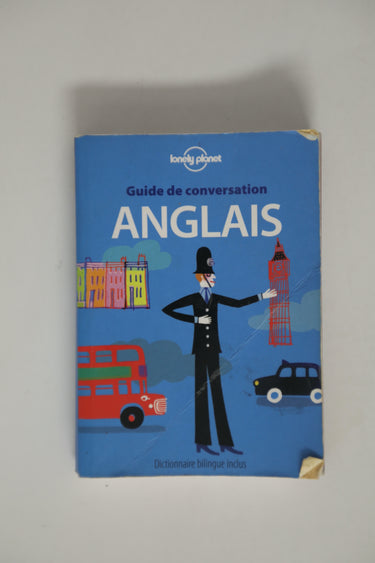 lonely planet
Guide de conversation
ANGLAIS
Dictionnaire bilingue inclus